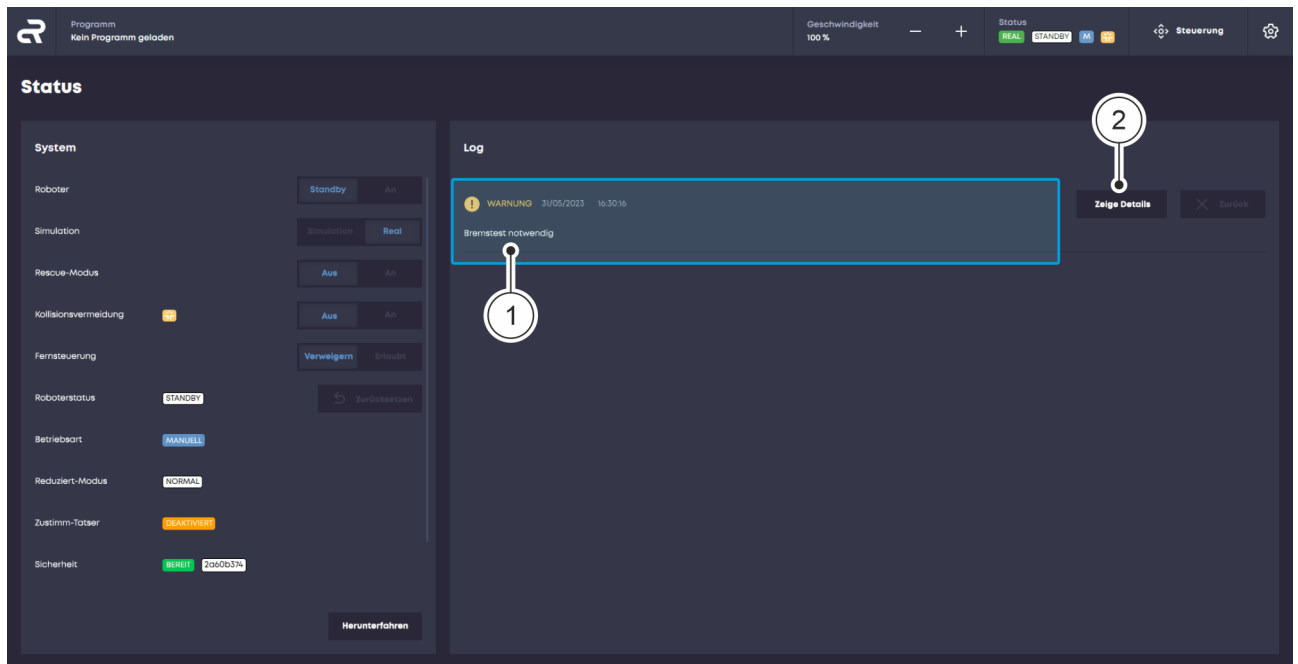 Programm
Kein Programm geladen
Geschwindigkeit
100 %
Status
REAL STANDBY M
Steuerung
Status
System
Roboter Standby An
Simulation Simulation Real
Rescue-Modus Aus An
Kollisionsvermeidung Aus An
Fernsteuerung Verweigern Erlaubt
Roboterstatus STANDBY Zurücksetzen
Betriebsart MANUELL
Reduziert-Modus NORMAL
Zustimm-Tatser DEAKTIVIERT
Sicherheit BEREIT 2a60b374
Herunterfahren
Log
2
WARNUNG 31/05/2023 16:30:16
Bremstest notwendig
Zeige Details Zurück
1